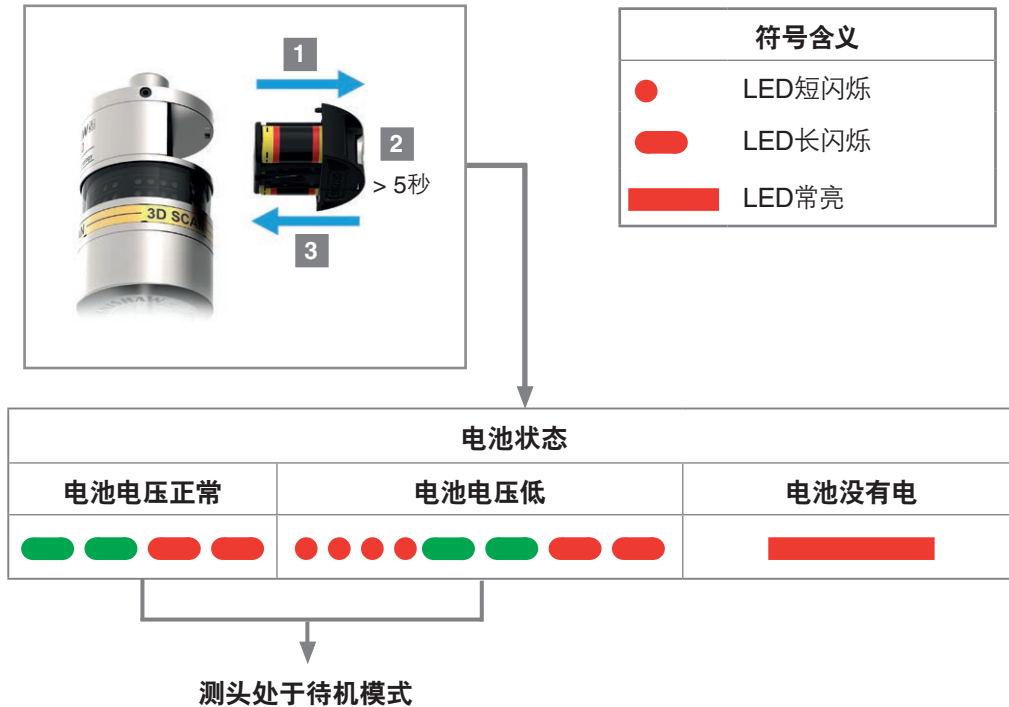 1
2
> 5秒
3
3D SCA
符号含义
LED短闪烁
LED长闪烁
LED常亮
电池状态
电池电压正常
电池电压低
电池没有电
测头处于待机模式